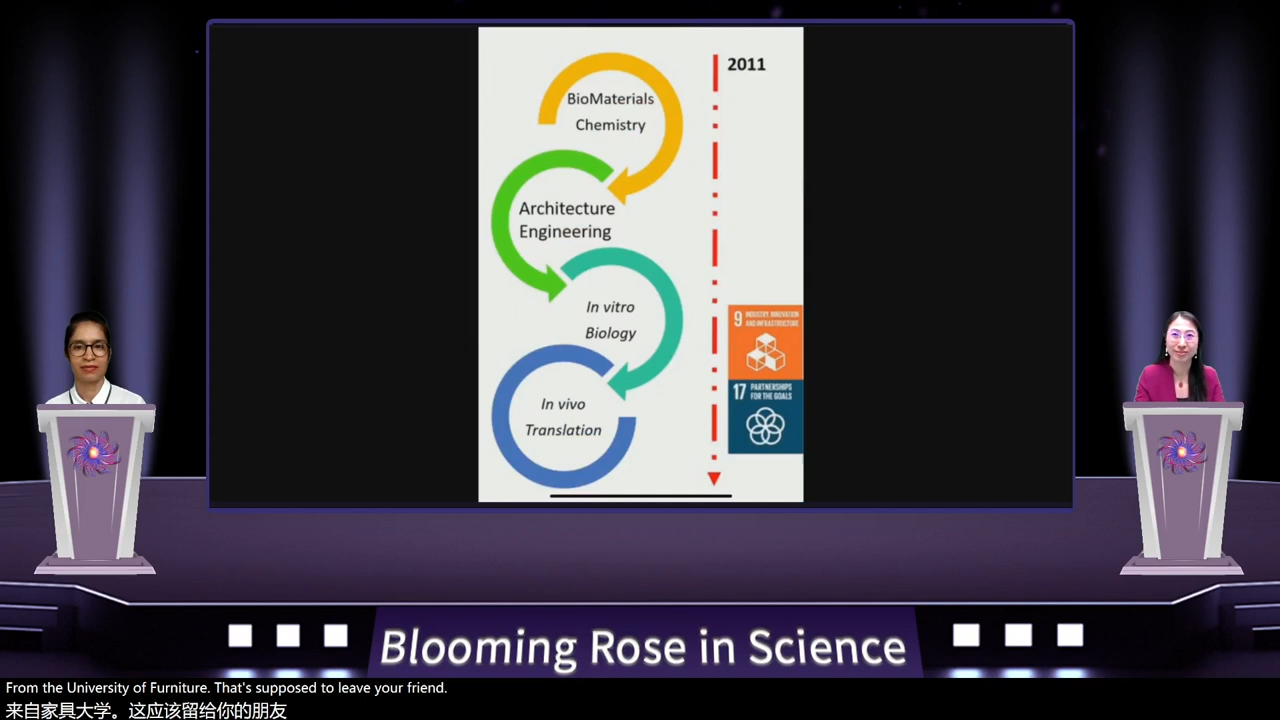 2011
BioMaterials
Chemistry
Architecture
Engineering
In vitro
Biology
In vivo
Translation
9 INDUSTRY, INNOVATION
AND INFRASTRUCTURE
17 PARTNERSHIPS
FOR THE GOALS
Blooming Rose in Science
From the University of Furniture. That's supposed to leave your friend.
来自家具大学。这应该留给你的朋友